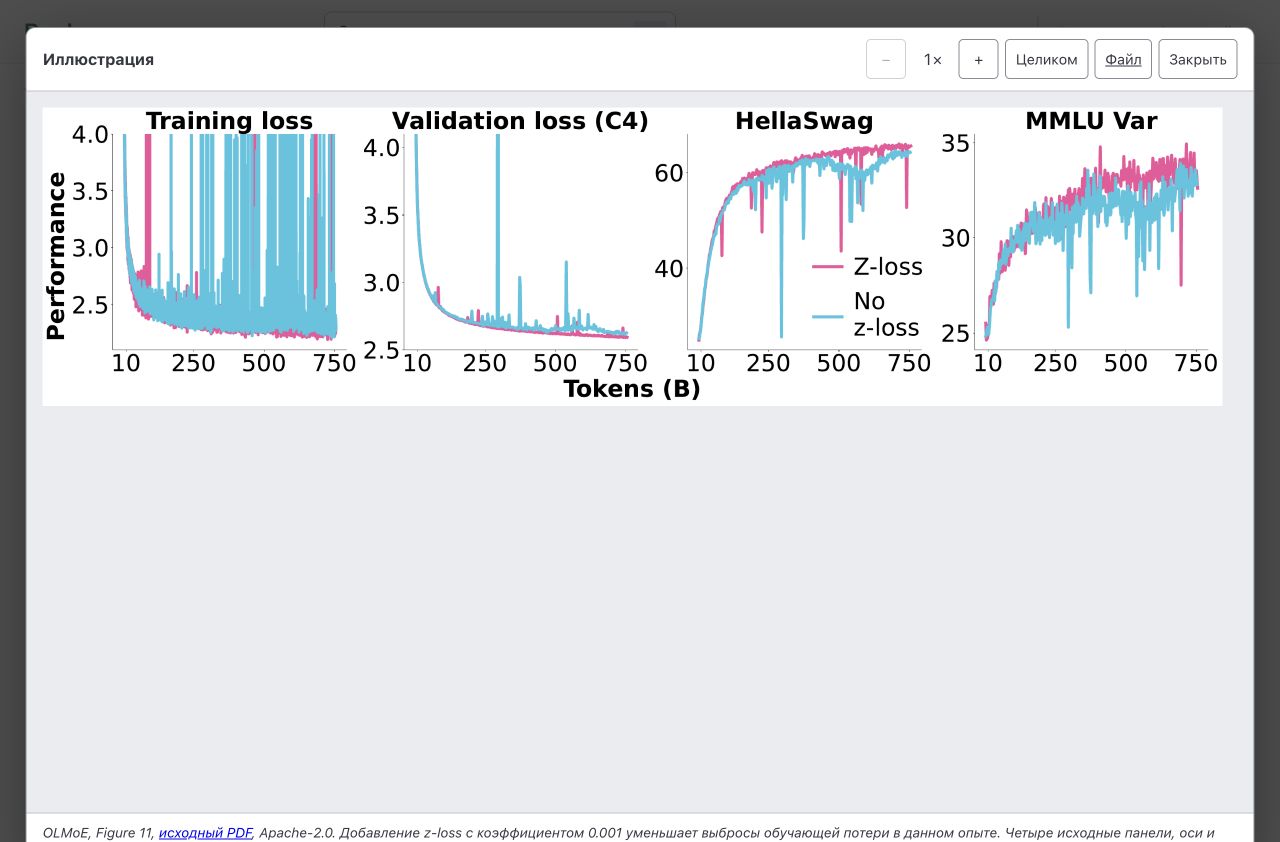 Иллюстрация
−
1×
+
Целиком
Файл
Закрыть
Training loss
Validation loss (C4)
HellaSwag
MMLU Var
Performance
4.0
3.5
3.0
2.5
10 250 500 750
4.0
3.5
3.0
2.5
10 250 500 750
60
40
10 250 500 750
Z-loss
No
z-loss
35
30
25
10 250 500 750
Tokens (B)
OLMoE, Figure 11, исходный PDF, Apache-2.0. Добавление z-loss с коэффициентом 0.001 уменьшает выбросы обучающей потери в данном опыте. Четыре исходные панели, оси и